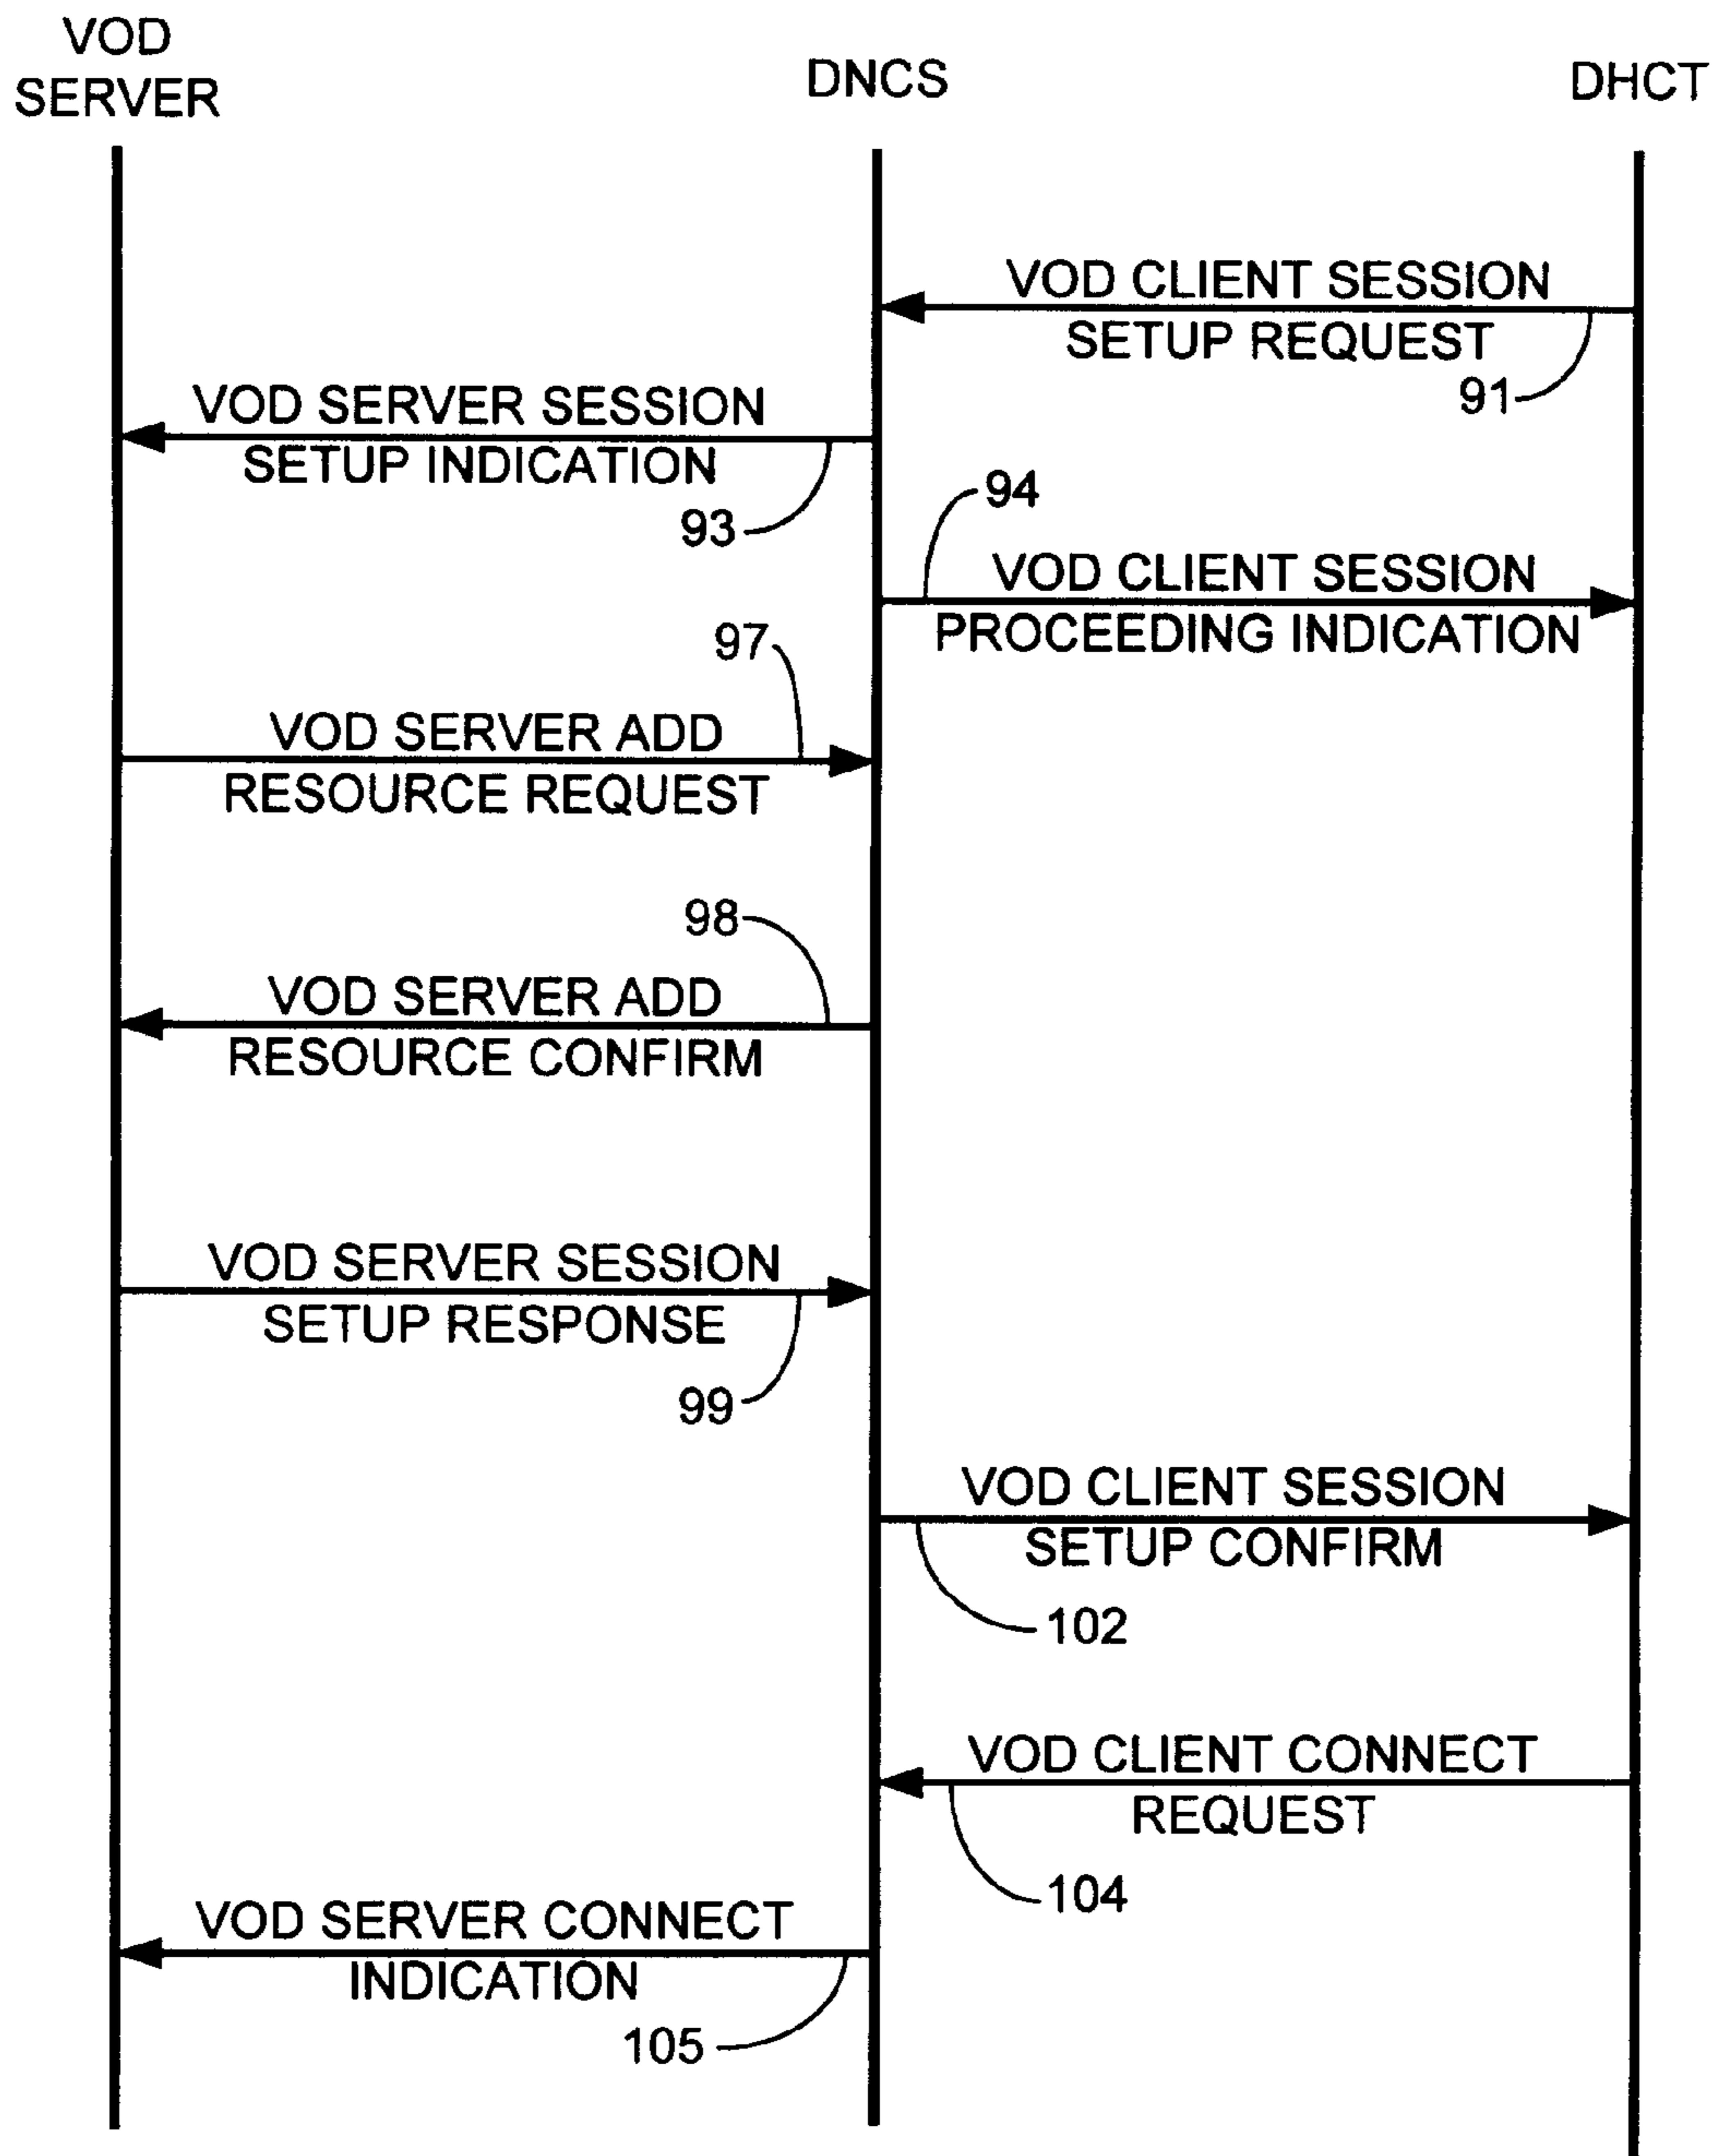 VOD
SERVER
DNCS
DHCT
VOD CLIENT SESSION
SETUP REQUEST
91
VOD SERVER SESSION
SETUP INDICATION
93
94
VOD CLIENT SESSION
PROCEEDING INDICATION
97
VOD SERVER ADD
RESOURCE REQUEST
98
VOD SERVER ADD
RESOURCE CONFIRM
VOD SERVER SESSION
SETUP RESPONSE
99
VOD CLIENT SESSION
SETUP CONFIRM
102
VOD CLIENT CONNECT
REQUEST
104
VOD SERVER CONNECT
INDICATION
105